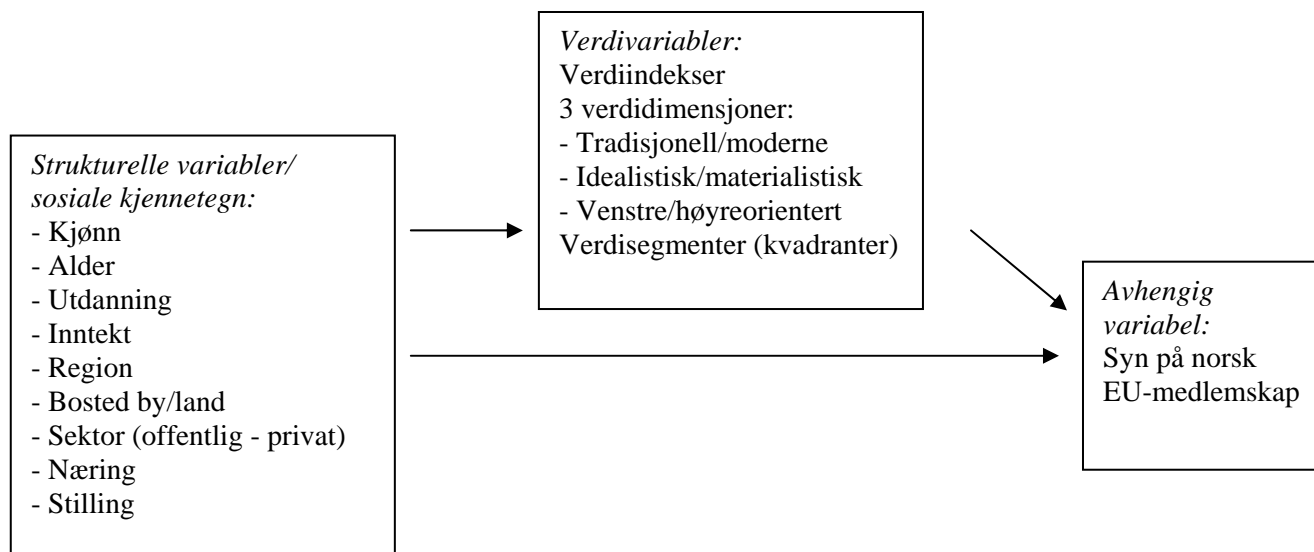 Strukturelle variabler/
sosiale kjennetegn:
- Kjønn
- Alder
- Utdanning
- Inntekt
- Region
- Bosted by/land
- Sektor (offentlig - privat)
- Næring
- Stilling
Verdivariabler:
Verdiindekser
3 verdidimensjoner:
- Tradisjonell/moderne
- Idealistisk/materialistisk
- Venstre/høyreorientert
Verdisegmenter (kvadranter)
Avhengig
variabel:
Syn på norsk
EU-medlemskap